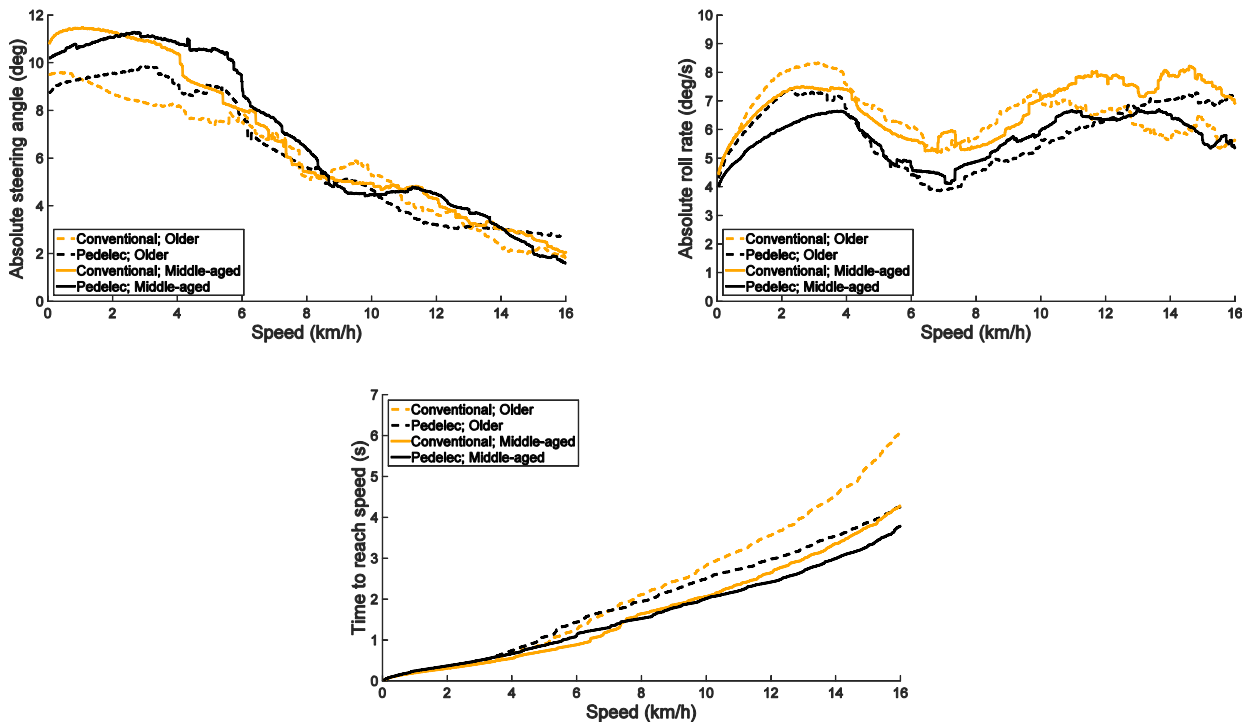 Absolute steering angle (deg)
12
10
8
6
4
2
0
Conventional; Older
Pedelec; Older
Conventional; Middle-aged
Pedelec; Middle-aged
0 2 4 6 8 10 12 14 16
Speed (km/h)
Absolute roll rate (deg/s)
10
9
8
7
6
5
4
3
2
1
0
Conventional; Older
Pedelec; Older
Conventional; Middle-aged
Pedelec; Middle-aged
0 2 4 6 8 10 12 14 16
Speed (km/h)
Time to reach speed (s)
7
6
5
4
3
2
1
0
Conventional; Older
Pedelec; Older
Conventional; Middle-aged
Pedelec; Middle-aged
0 2 4 6 8 10 12 14 16
Speed (km/h)